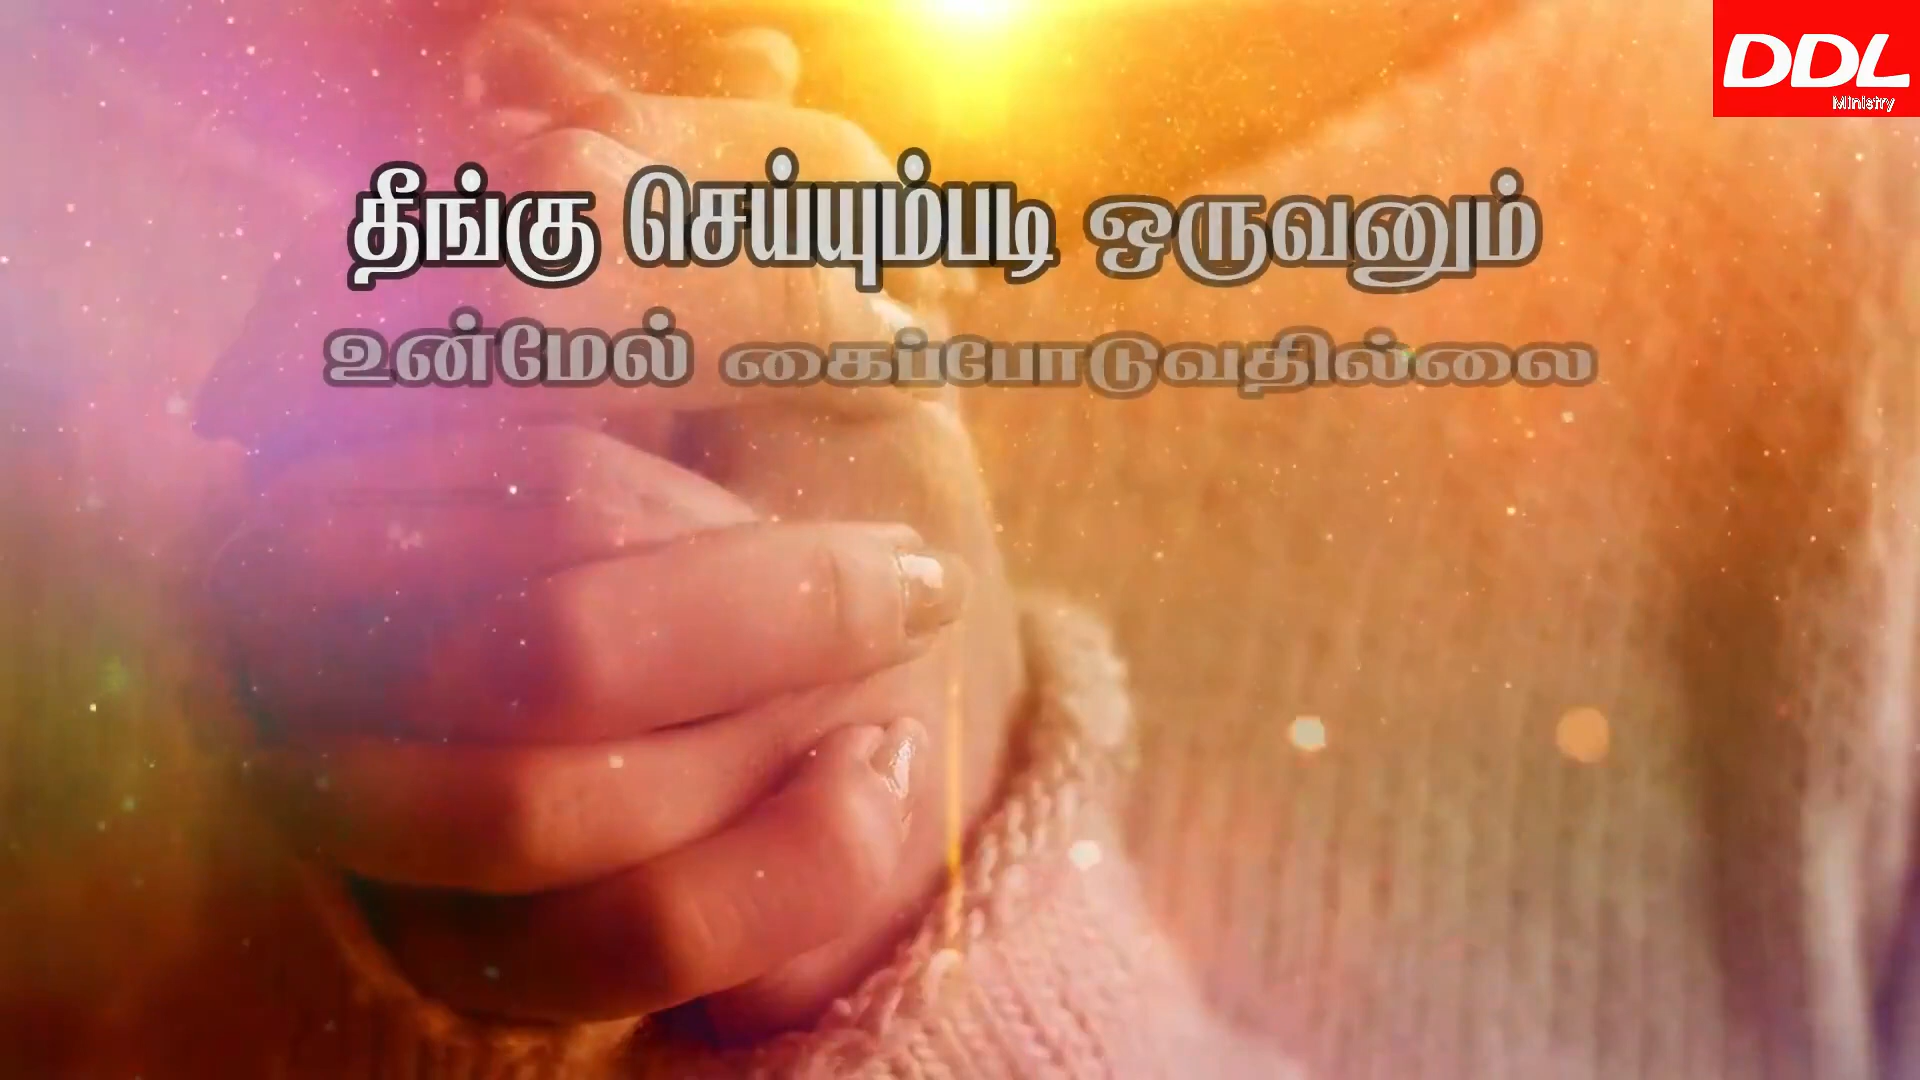 DDL
Ministry
தீங்கு செய்யும்படி ஒருவனும்
உன்மேல் கைப்போடுவதில்லை